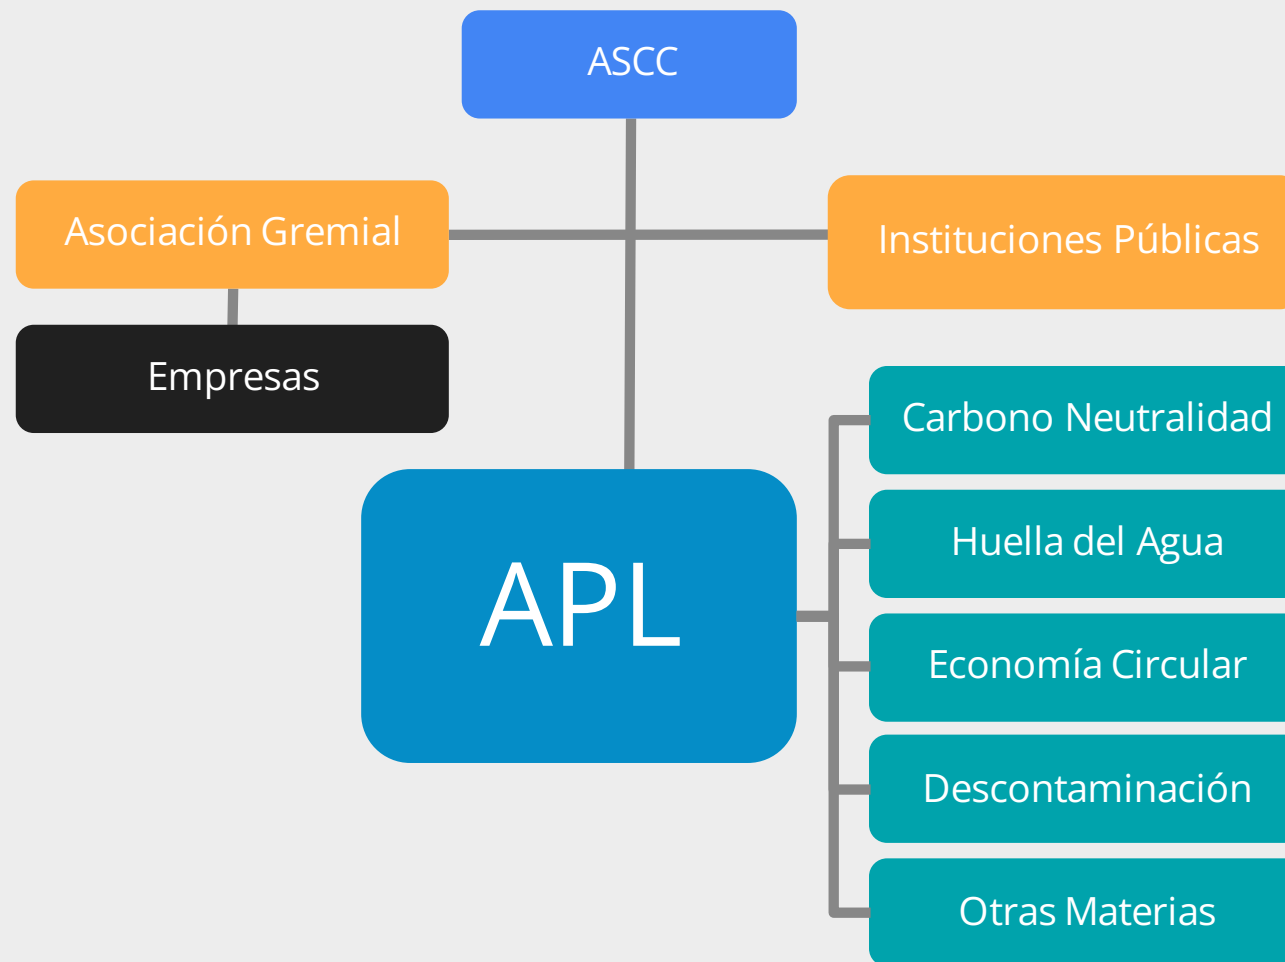 ASCC
Asociación Gremial
Instituciones Públicas
Empresas
APL
Carbono Neutralidad
Huella del Agua
Economía Circular
Descontaminación
Otras Materias